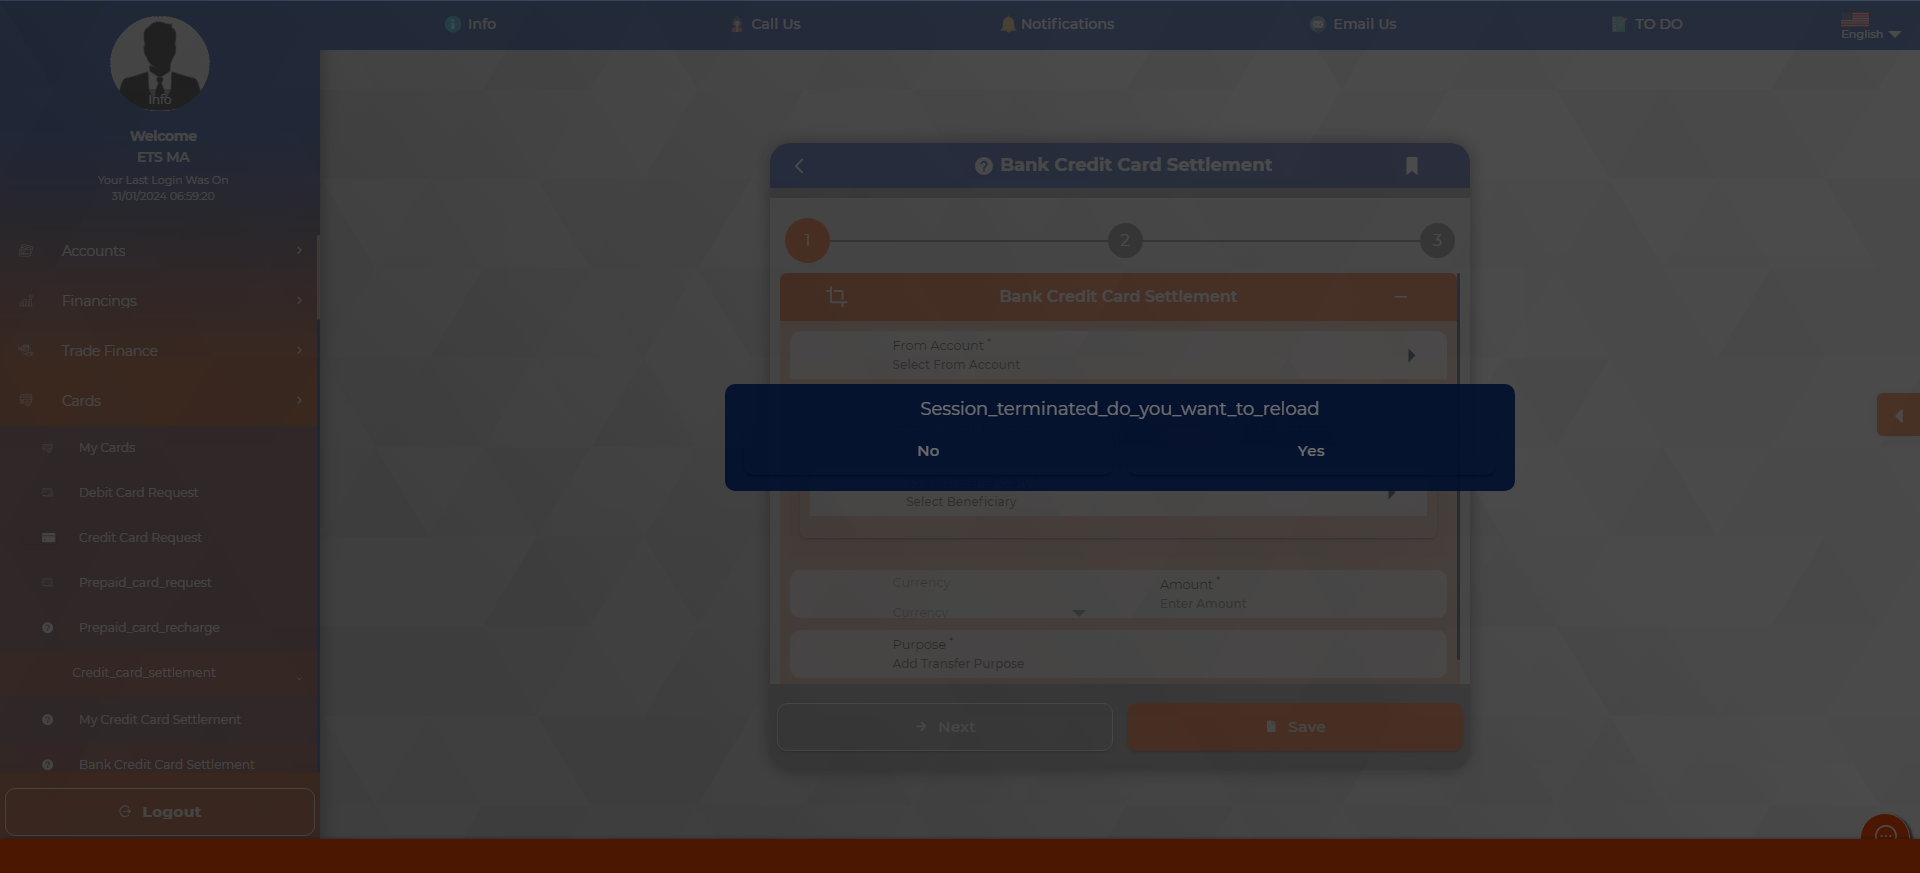 Info
Call Us
Notifications
Email Us
TO DO
English
Info
Welcome
ETS MA
Your Last Login Was On
31/01/2024 06:59:20
Accounts
Financings
Trade Finance
Cards
My Cards
Debit Card Request
Credit Card Request
Prepaid_card_request
Prepaid_card_recharge
Credit_card_settlement
My Credit Card Settlement
Bank Credit Card Settlement
Logout
Bank Credit Card Settlement
1
2
3
Bank Credit Card Settlement
From Account *
Select From Account
Session_terminated_do_you_want_to_reload
No
Yes
Select Beneficiary
Currency
Currency
Amount *
Enter Amount
Purpose *
Add Transfer Purpose
Next
Save